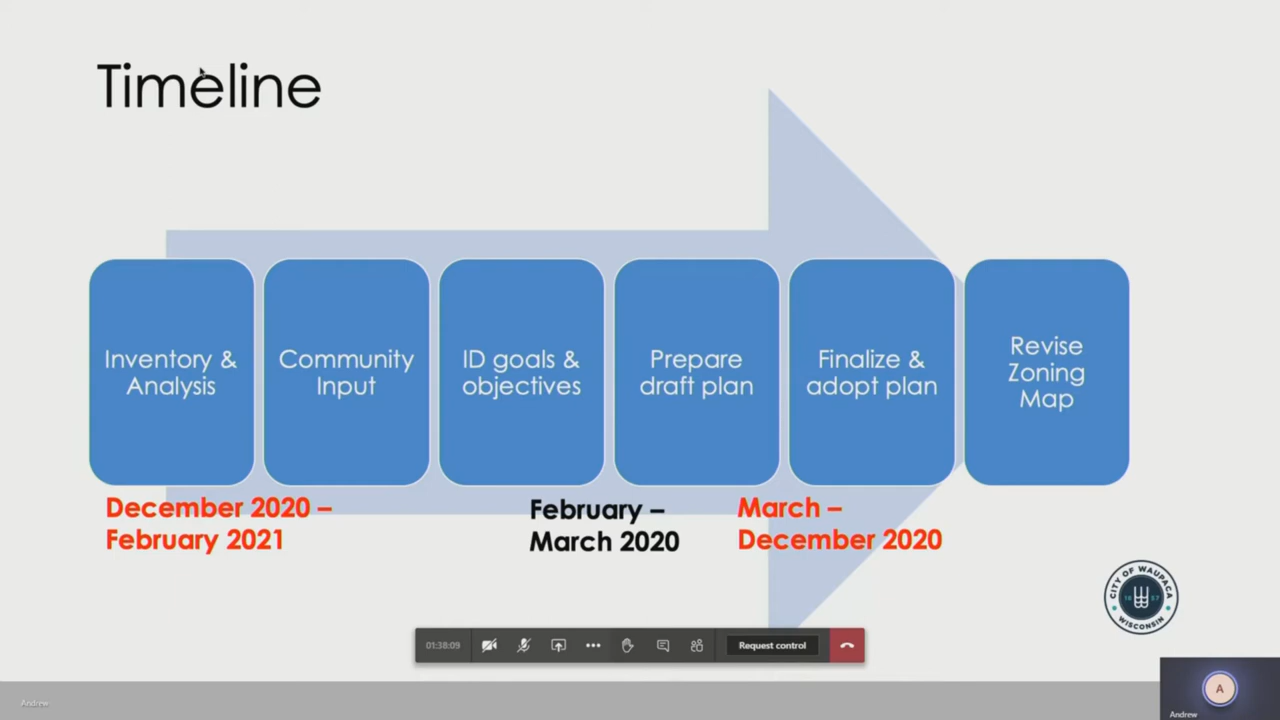 Timeline
Inventory &
Analysis
Community
Input
ID goals &
objectives
Prepare
draft plan
Finalize &
adopt plan
Revise
Zoning
Map
December 2020 –
February 2021
February –
March 2020
March –
December 2020
CITY OF WAUPACA
18 57
WISCONSIN
01:38:09
Request control
Andrew
A
Andrew